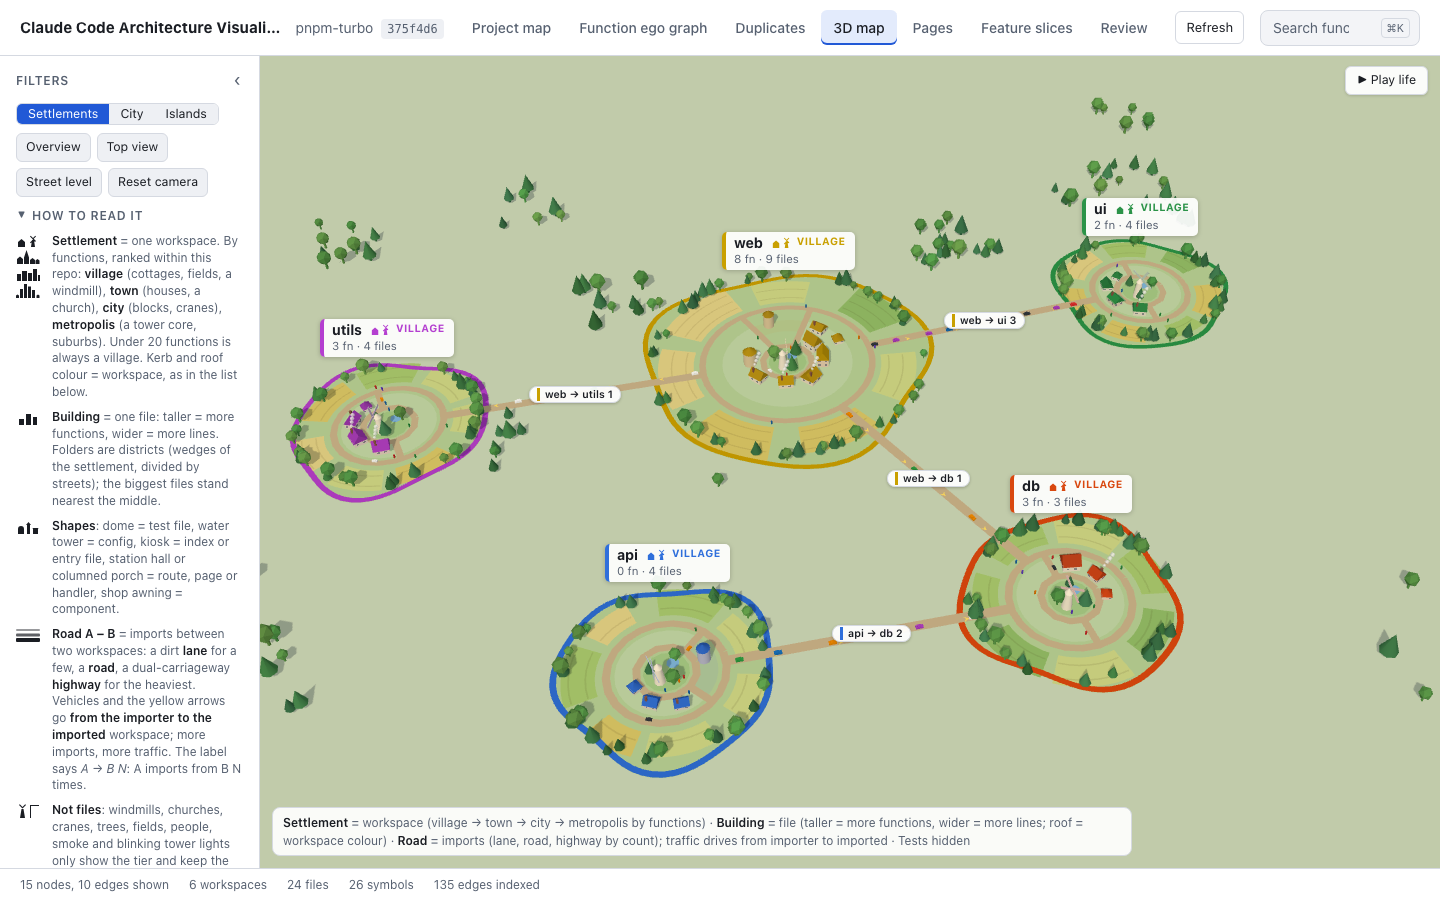 Claude Code Architecture Visuali...
pnpm-turbo 375f4d6
Project map
Function ego graph
Duplicates
3D map
Pages
Feature slices
Review
Refresh
Search func ⌘K
FILTERS
Settlements
City
Islands
Overview
Top view
Street level
Reset camera
▼ HOW TO READ IT
Settlement = one workspace. By
functions, ranked within this
repo: village (cottages, fields, a
windmill), town (houses, a
church), city (blocks, cranes),
metropolis (a tower core,
suburbs). Under 20 functions is
always a village. Kerb and roof
colour = workspace, as in the list
below.
Building = one file: taller = more
functions, wider = more lines.
Folders are districts (wedges of
the settlement, divided by
streets); the biggest files stand
nearest the middle.
Shapes: dome = test file, water
tower = config, kiosk = index or
entry file, station hall or
columned porch = route, page or
handler, shop awning =
component.
Road A – B = imports between
two workspaces: a dirt lane for a
few, a road, a dual-carriageway
highway for the heaviest.
Vehicles and the yellow arrows
go from the importer to the
imported workspace; more
imports, more traffic. The label
says A → B N: A imports from B N
times.
Not files: windmills, churches,
cranes, trees, fields, people,
smoke and blinking tower lights
only show the tier and keep the
▶ Play life
ui VILLAGE
2 fn · 4 files
web VILLAGE
8 fn · 9 files
web → ui 3
utils VILLAGE
3 fn · 4 files
web → utils 1
web → db 1
db VILLAGE
3 fn · 3 files
api VILLAGE
0 fn · 4 files
api → db 2
Settlement = workspace (village → town → city → metropolis by functions) · Building = file (taller = more functions, wider = more lines; roof =
workspace colour) · Road = imports (lane, road, highway by count); traffic drives from importer to imported · Tests hidden
15 nodes, 10 edges shown
6 workspaces
24 files
26 symbols
135 edges indexed